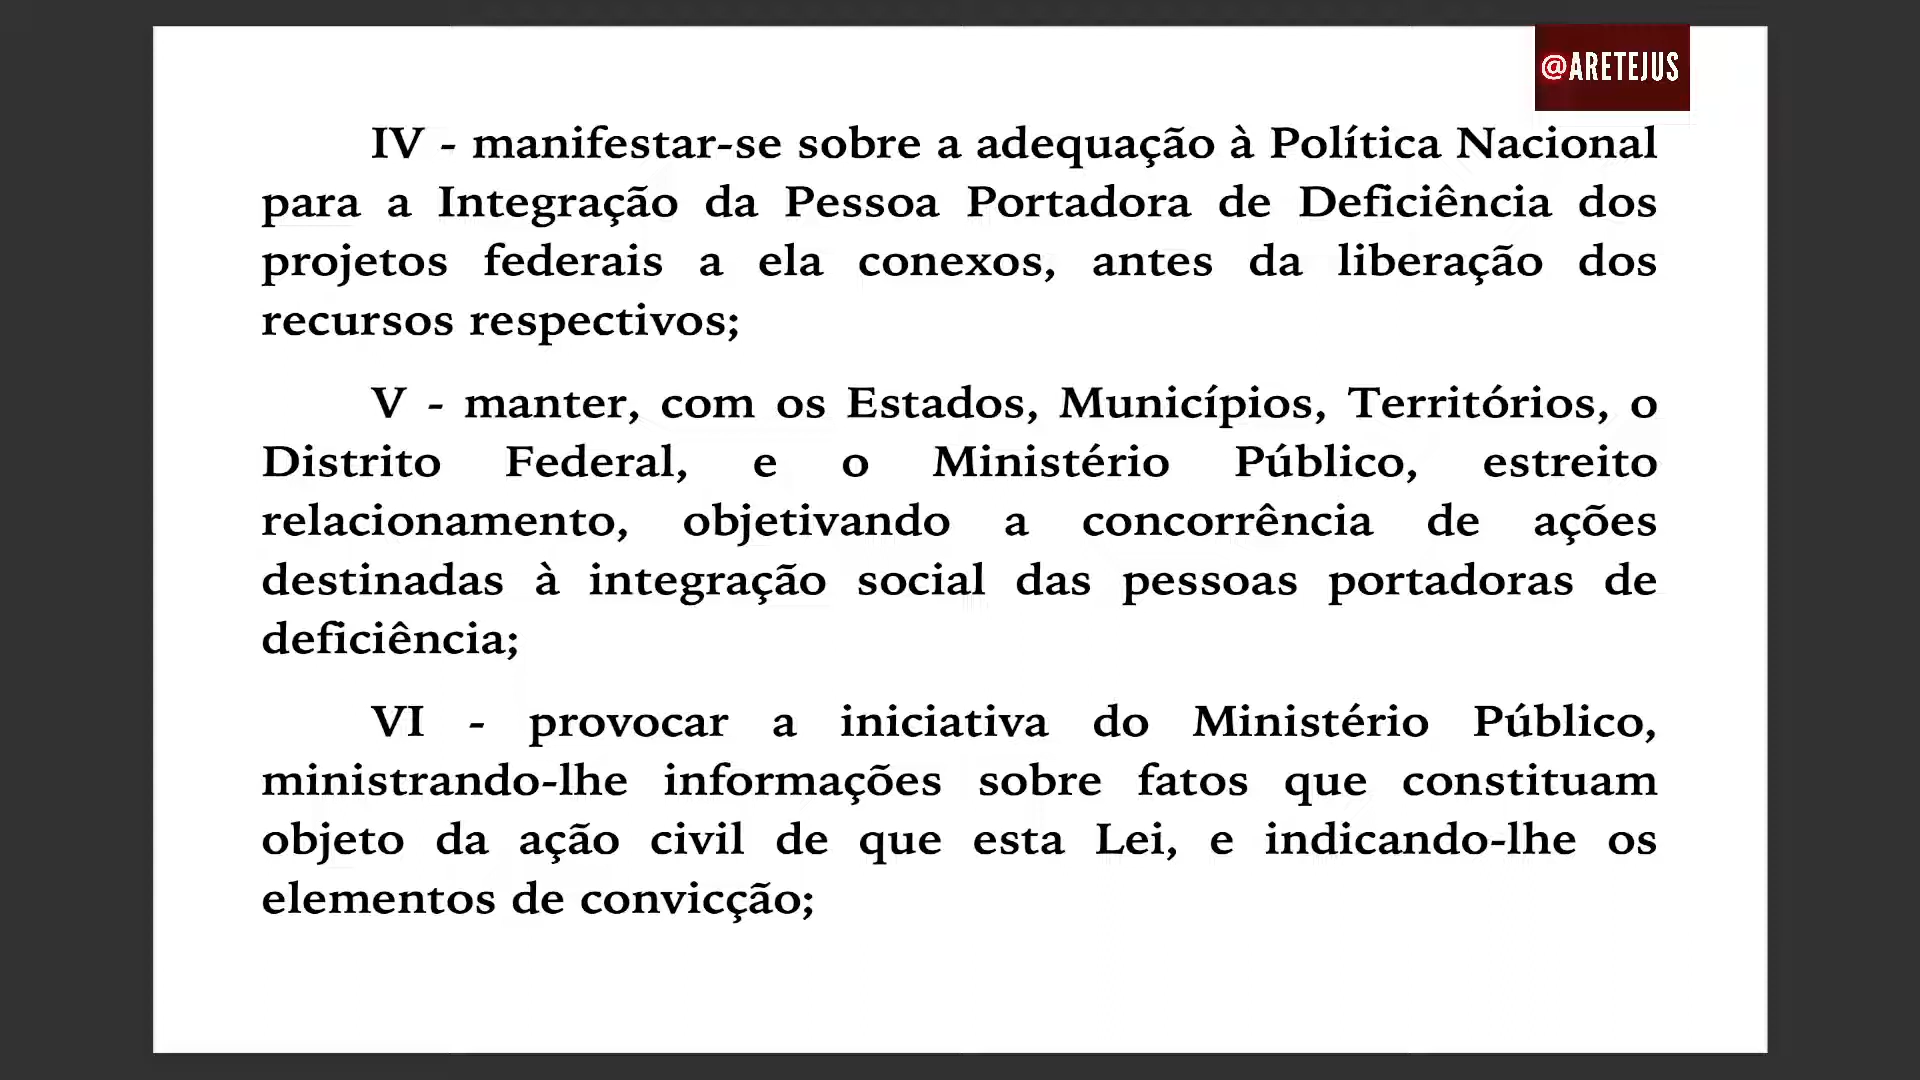 @ARETEJUS
IV - manifestar-se sobre a adequação à Política Nacional
para a Integração da Pessoa Portadora de Deficiência dos
projetos federais a ela conexos, antes da liberação dos
recursos respectivos;
V - manter, com os Estados, Municípios, Territórios, o
Distrito Federal, e o Ministério Público, estreito
relacionamento, objetivando a concorrência de ações
destinadas à integração social das pessoas portadoras de
deficiência;
VI - provocar a iniciativa do Ministério Público,
ministrando-lhe informações sobre fatos que constituam
objeto da ação civil de que esta Lei, e indicando-lhe os
elementos de convicção;